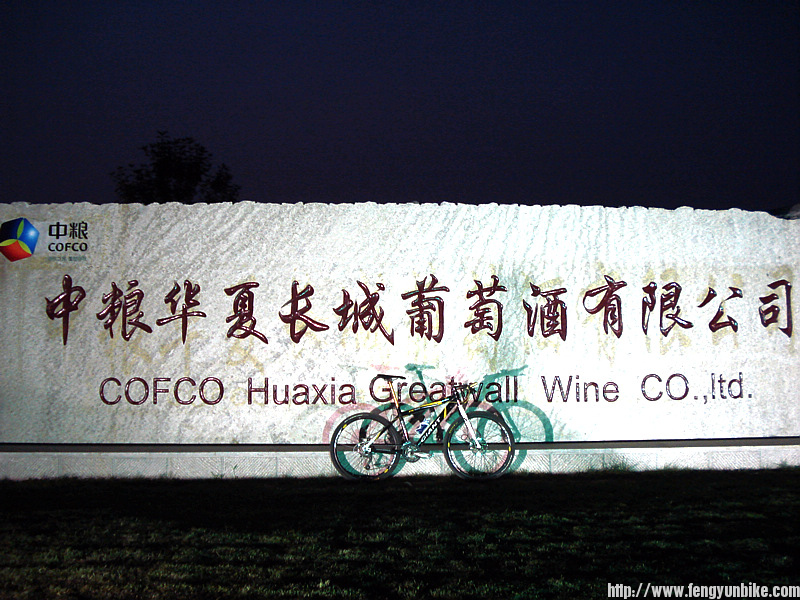 中粮
COFCO
中粮华夏长城葡萄酒有限公司
COFCO Huaxia Greatwall Wine CO.,ltd.
http://www.fengyunbike.com